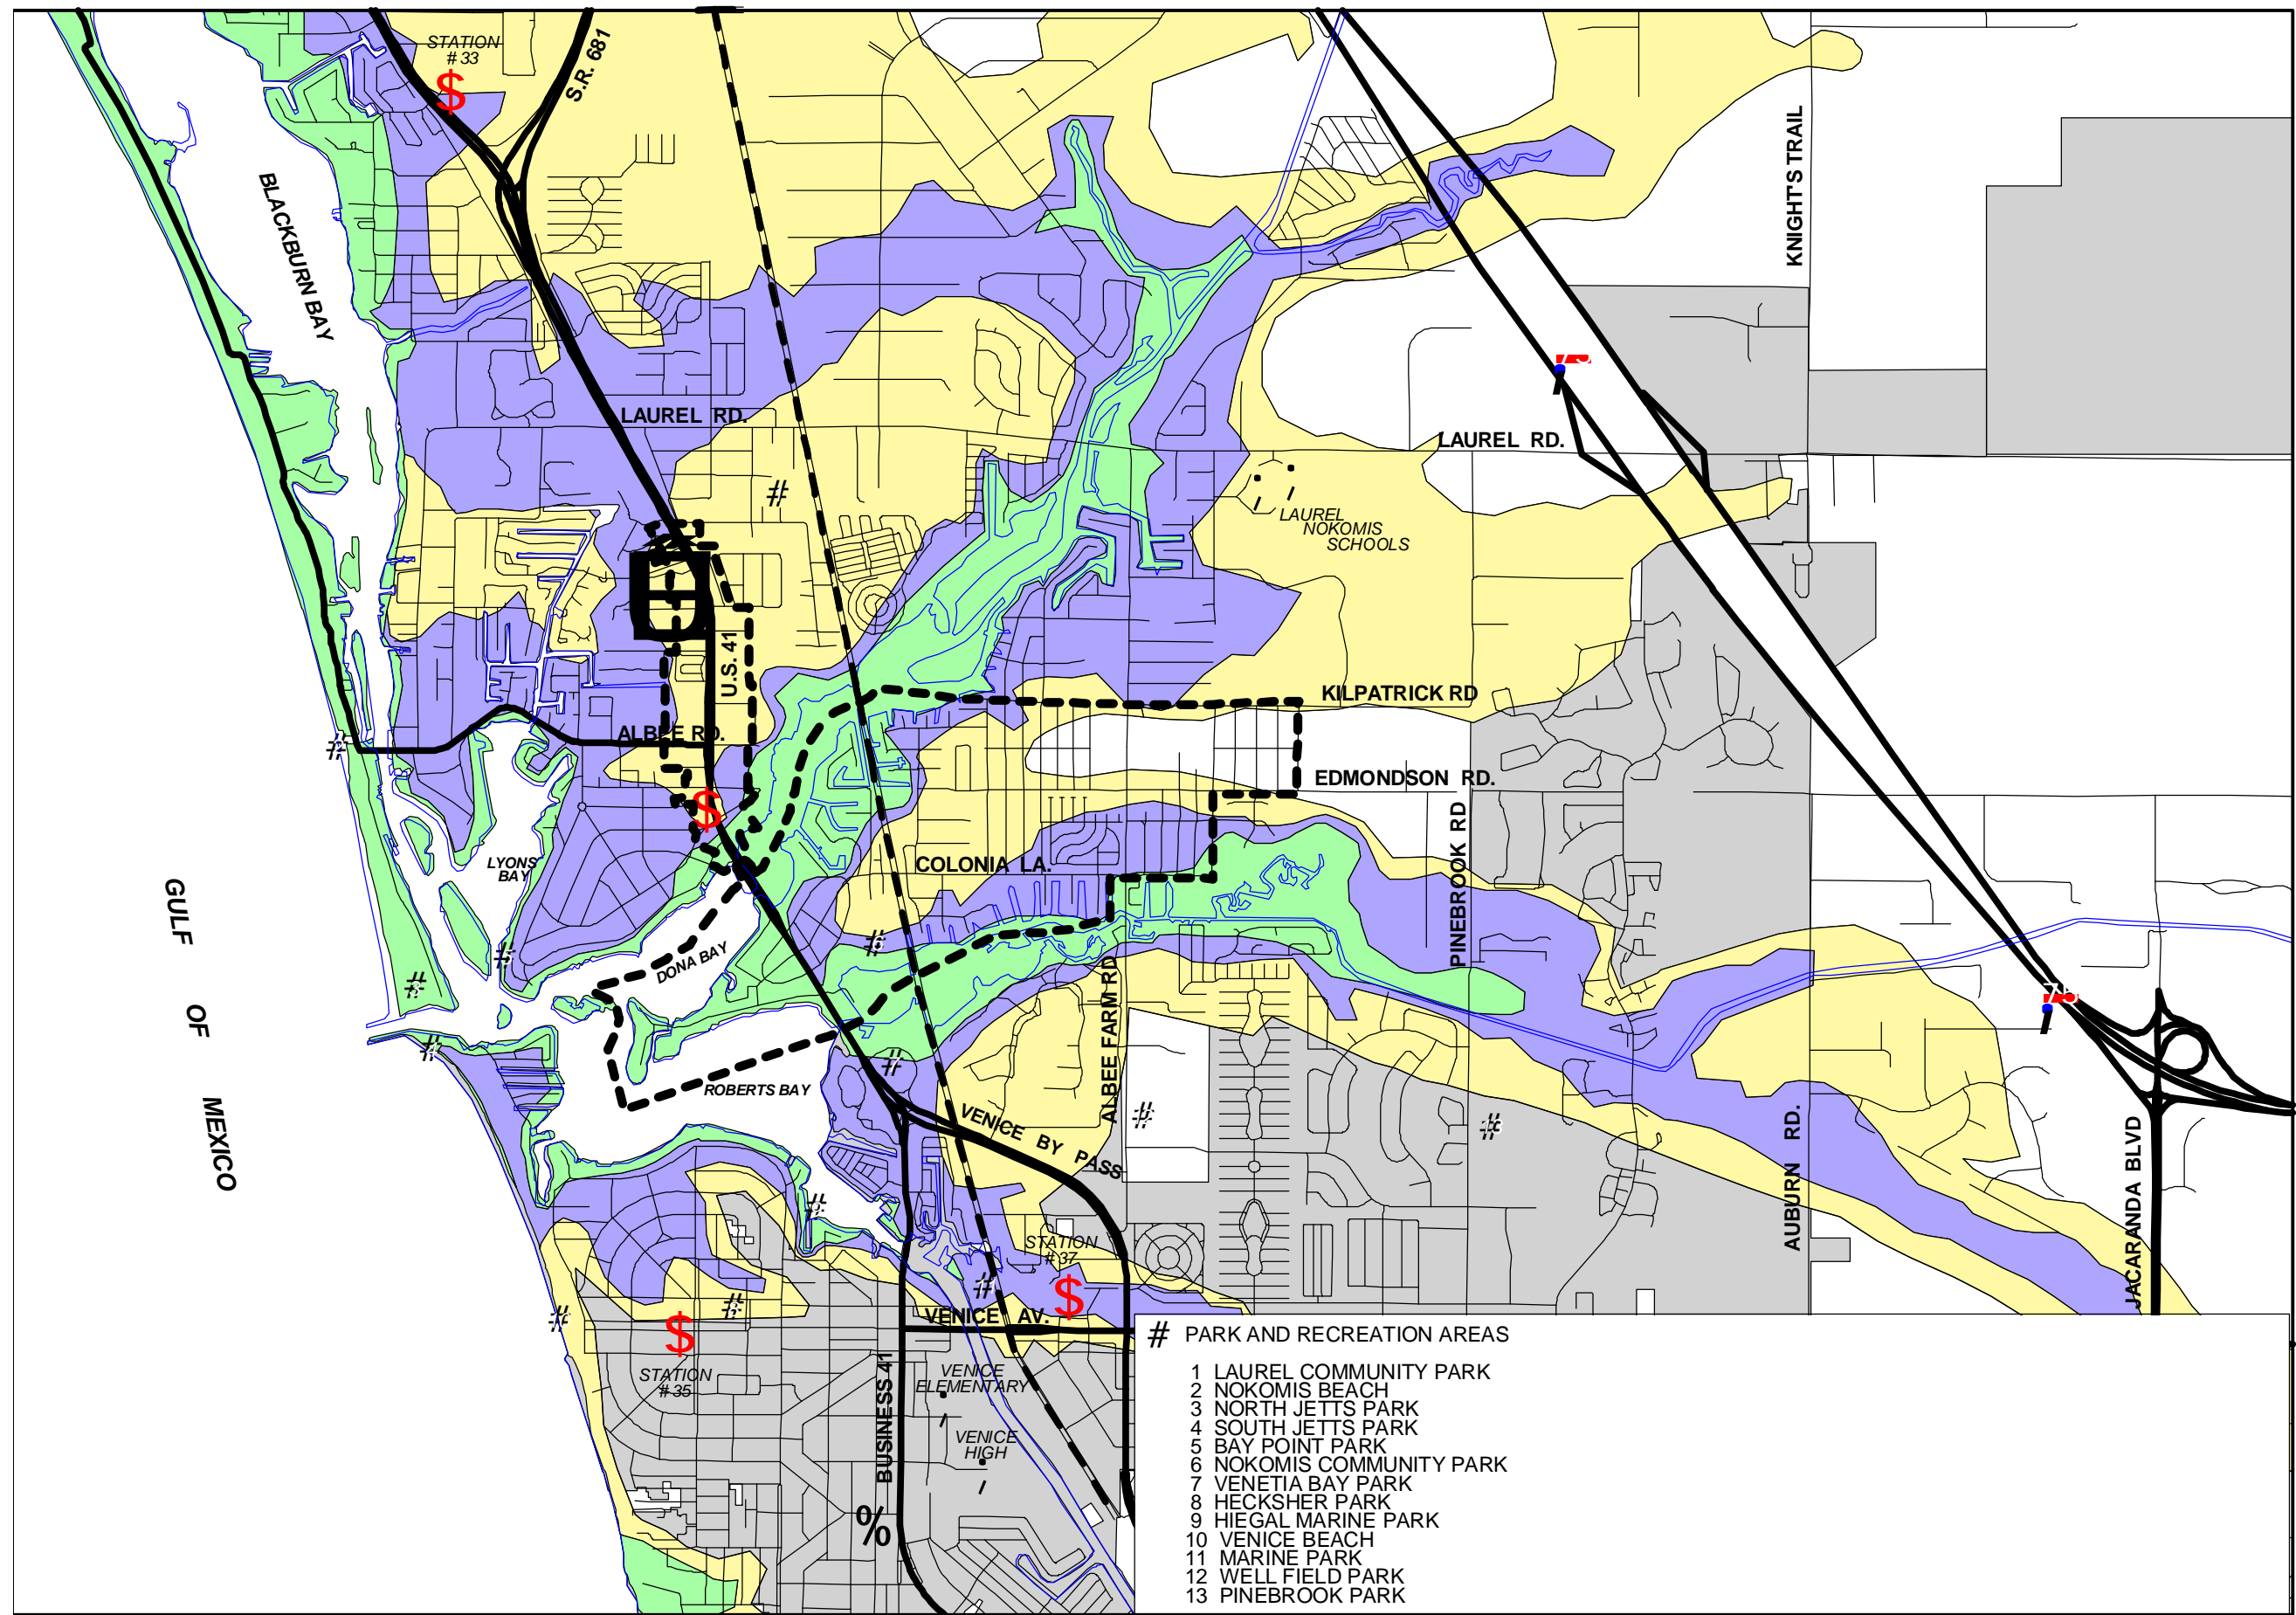 STATION
# 33
$
S.R. 681
KNIGHT'S TRAIL
BLACKBURN BAY
LAUREL RD.
LAUREL RD.
#
LAUREL
NOKOMIS
SCHOOLS
U.S. 41
KILPATRICK RD
ALBEE RD.
#
EDMONDSON RD.
$
PINEBROOK RD
COLONIA LA.
LYONS
BAY
GULF OF MEXICO
DONA BAY
ALBEE FARM RD
ROBERTS BAY
VENICE BY PASS
AUBURN RD.
JACARANDA BLVD
STATION
# 37
$
VENICE AV.
$
STATION
# 35
BUSINESS 41
VENICE
ELEMENTARY
VENICE
HIGH
%
# PARK AND RECREATION AREAS
1 LAUREL COMMUNITY PARK
2 NOKOMIS BEACH
3 NORTH JETTS PARK
4 SOUTH JETTS PARK
5 BAY POINT PARK
6 NOKOMIS COMMUNITY PARK
7 VENETIA BAY PARK
8 HECKSHER PARK
9 HIEGAL MARINE PARK
10 VENICE BEACH
11 MARINE PARK
12 WELL FIELD PARK
13 PINEBROOK PARK